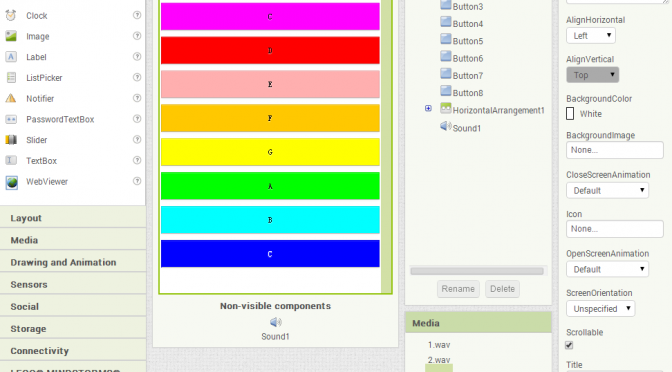 Clock
Image
Label
ListPicker
Notifier
PasswordTextBox
Slider
TextBox
WebViewer
Layout
Media
Drawing and Animation
Sensors
Social
Storage
Connectivity
LEGO® MINDSTORMS®
C
D
E
F
G
A
B
C
Non-visible components
Sound1
Button3
Button4
Button5
Button6
Button7
Button8
HorizontalArrangement1
Sound1
Rename
Delete
Media
1.wav
2.wav
AlignHorizontal
Left
AlignVertical
Top
BackgroundColor
White
BackgroundImage
None...
CloseScreenAnimation
Default
Icon
None...
OpenScreenAnimation
Default
ScreenOrientation
Unspecified
Scrollable
Title